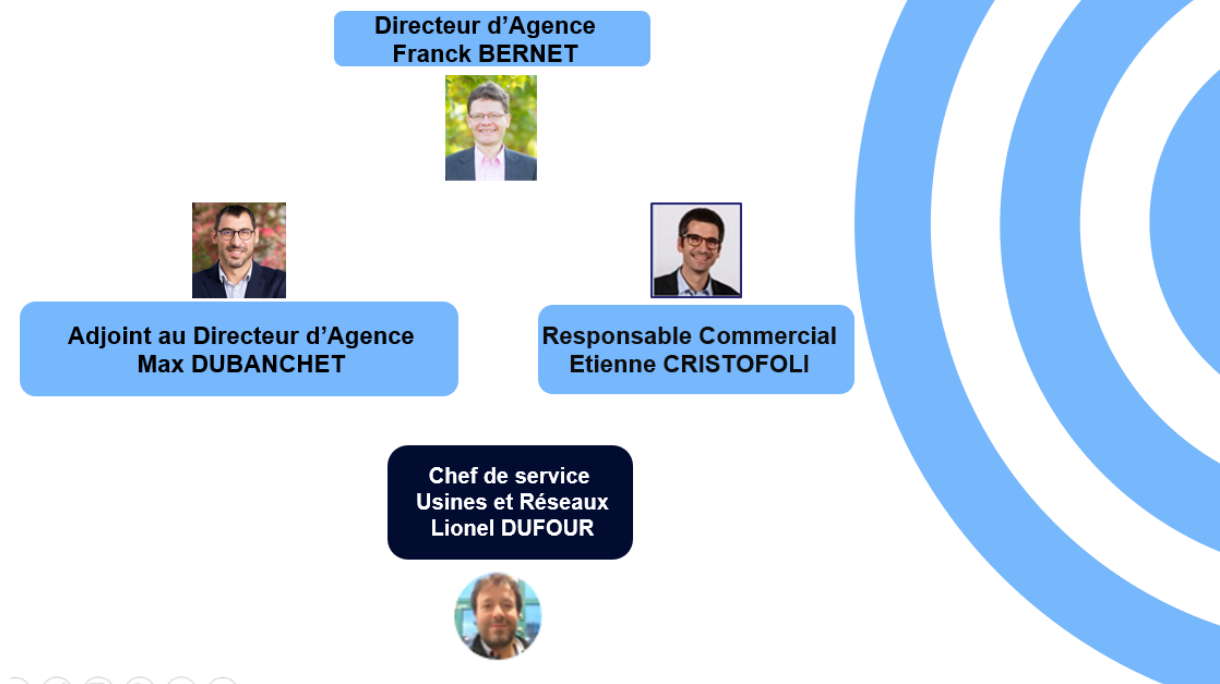 Directeur d’Agence
Franck BERNET
Adjoint au Directeur d’Agence
Max DUBANCHET
Responsable Commercial
Etienne CRISTOFOLI
Chef de service
Usines et Réseaux
Lionel DUFOUR